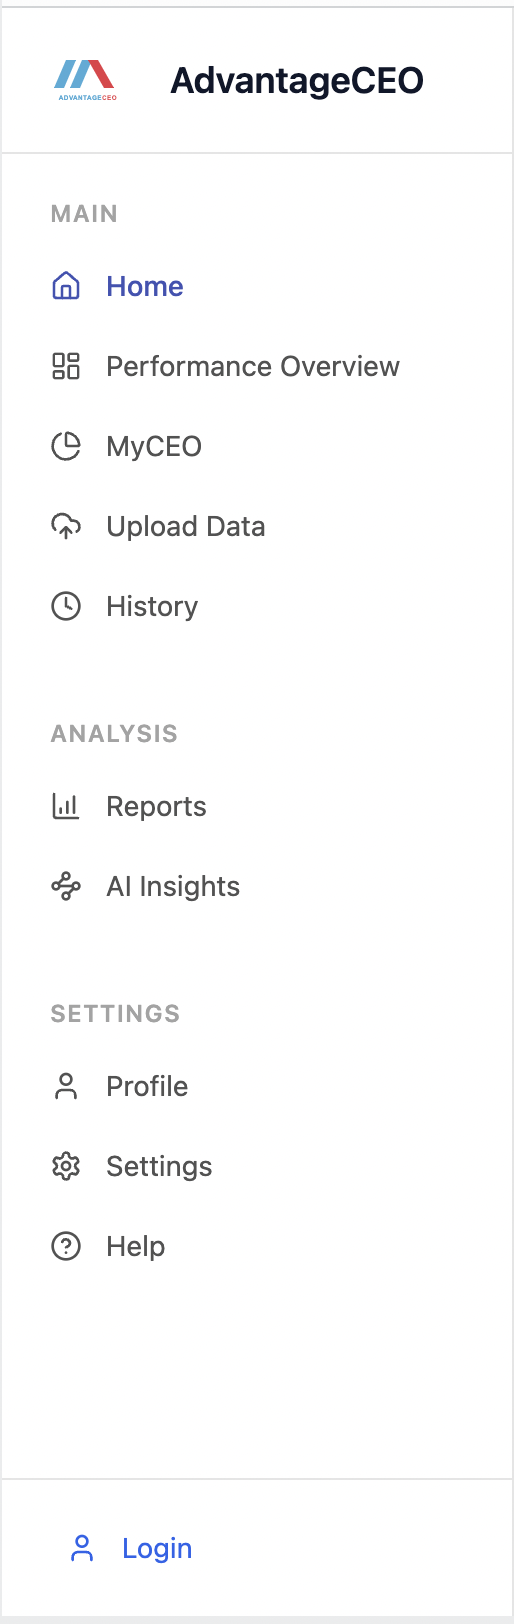 ADVANTAGECEO
AdvantageCEO
MAIN
Home
Performance Overview
MyCEO
Upload Data
History
ANALYSIS
Reports
AI Insights
SETTINGS
Profile
Settings
Help
Login